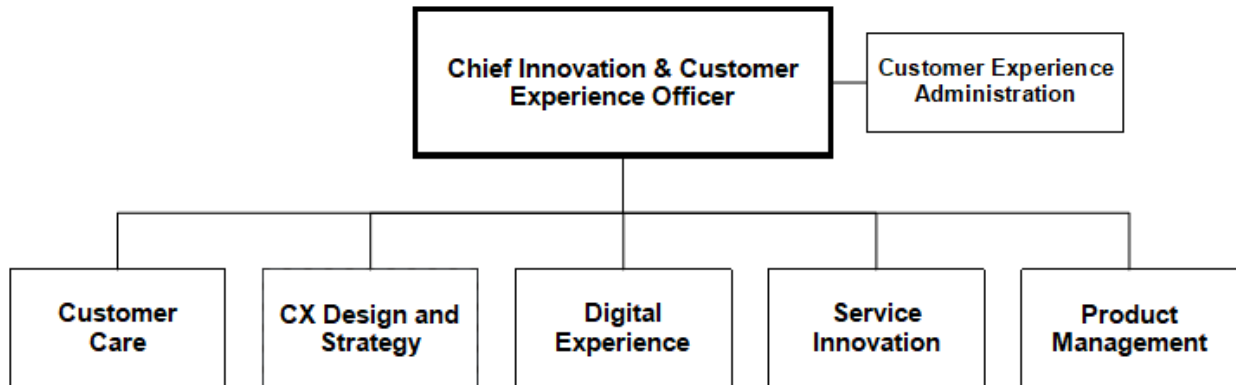 Chief Innovation & Customer
Experience Officer
Customer Experience
Administration
Customer
Care
CX Design and
Strategy
Digital
Experience
Service
Innovation
Product
Management